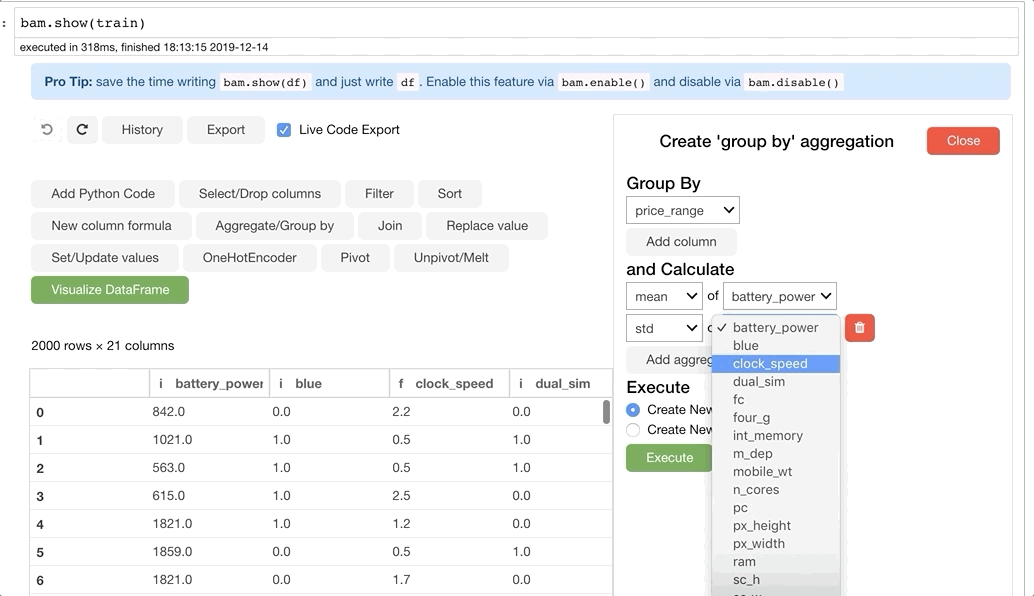 : bam.show(train)
executed in 318ms, finished 18:13:15 2019-12-14
Pro Tip: save the time writing bam.show(df) and just write df. Enable this feature via bam.enable() and disable via bam.disable()
History Export Live Code Export
Add Python Code Select/Drop columns Filter Sort
New column formula Aggregate/Group by Join Replace value
Set/Update values OneHotEncoder Pivot Unpivot/Melt
Visualize DataFrame
2000 rows × 21 columns
i battery_power i blue f clock_speed i dual_sim
0 842.0 0.0 2.2 0.0
1 1021.0 1.0 0.5 1.0
2 563.0 1.0 0.5 1.0
3 615.0 1.0 2.5 0.0
4 1821.0 1.0 1.2 0.0
5 1859.0 0.0 0.5 1.0
6 1821.0 0.0 1.7 0.0
Create 'group by' aggregation Close
Group By
price_range
Add column
and Calculate
mean of battery_power
std
Add aggreg
Execute
Create New
Create New
Execute
✓ battery_power
blue
clock_speed
dual_sim
fc
four_g
int_memory
m_dep
mobile_wt
n_cores
pc
px_height
px_width
ram
sc_h